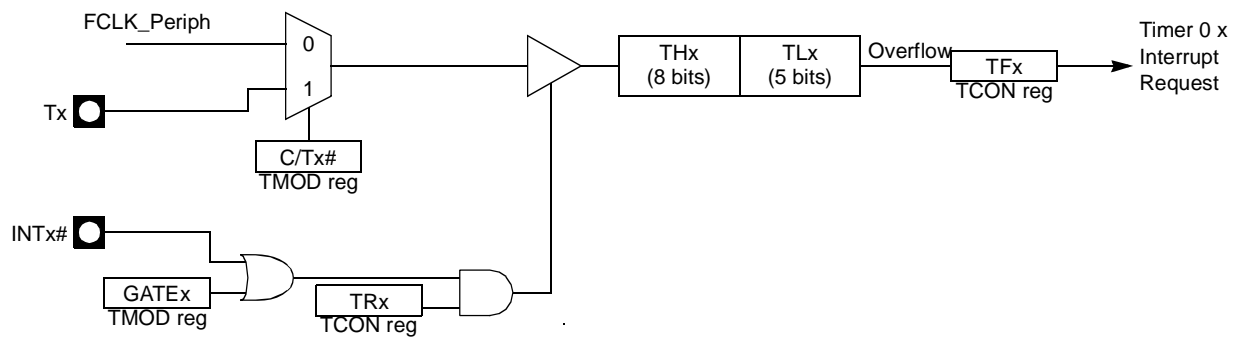 FCLK_Periph
0
1
Tx
C/Tx#
TMOD reg
THx
(8 bits)
TLx
(5 bits)
Overflow
TFx
TCON reg
Timer 0 x
Interrupt
Request
INTx#
GATEx
TMOD reg
TRx
TCON reg